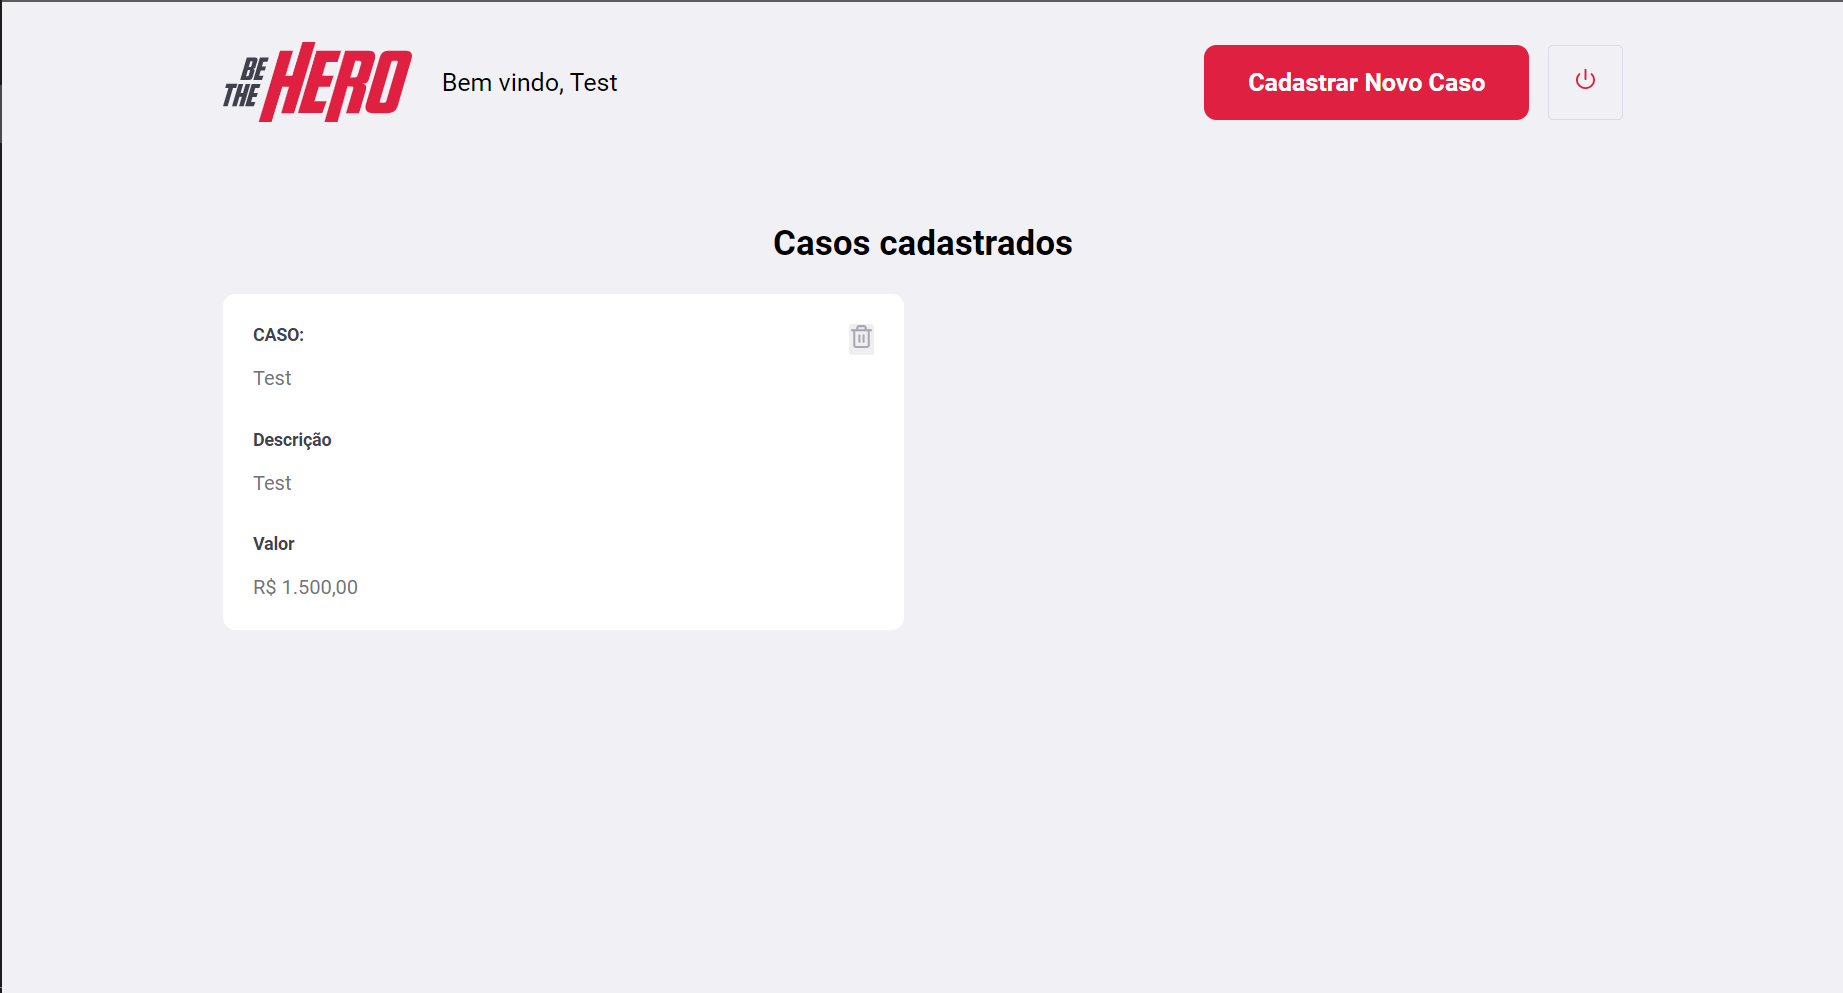 BE
THE HERO
Bem vindo, Test
Cadastrar Novo Caso
Casos cadastrados
CASO:
Test
Descrição
Test
Valor
R$ 1.500,00